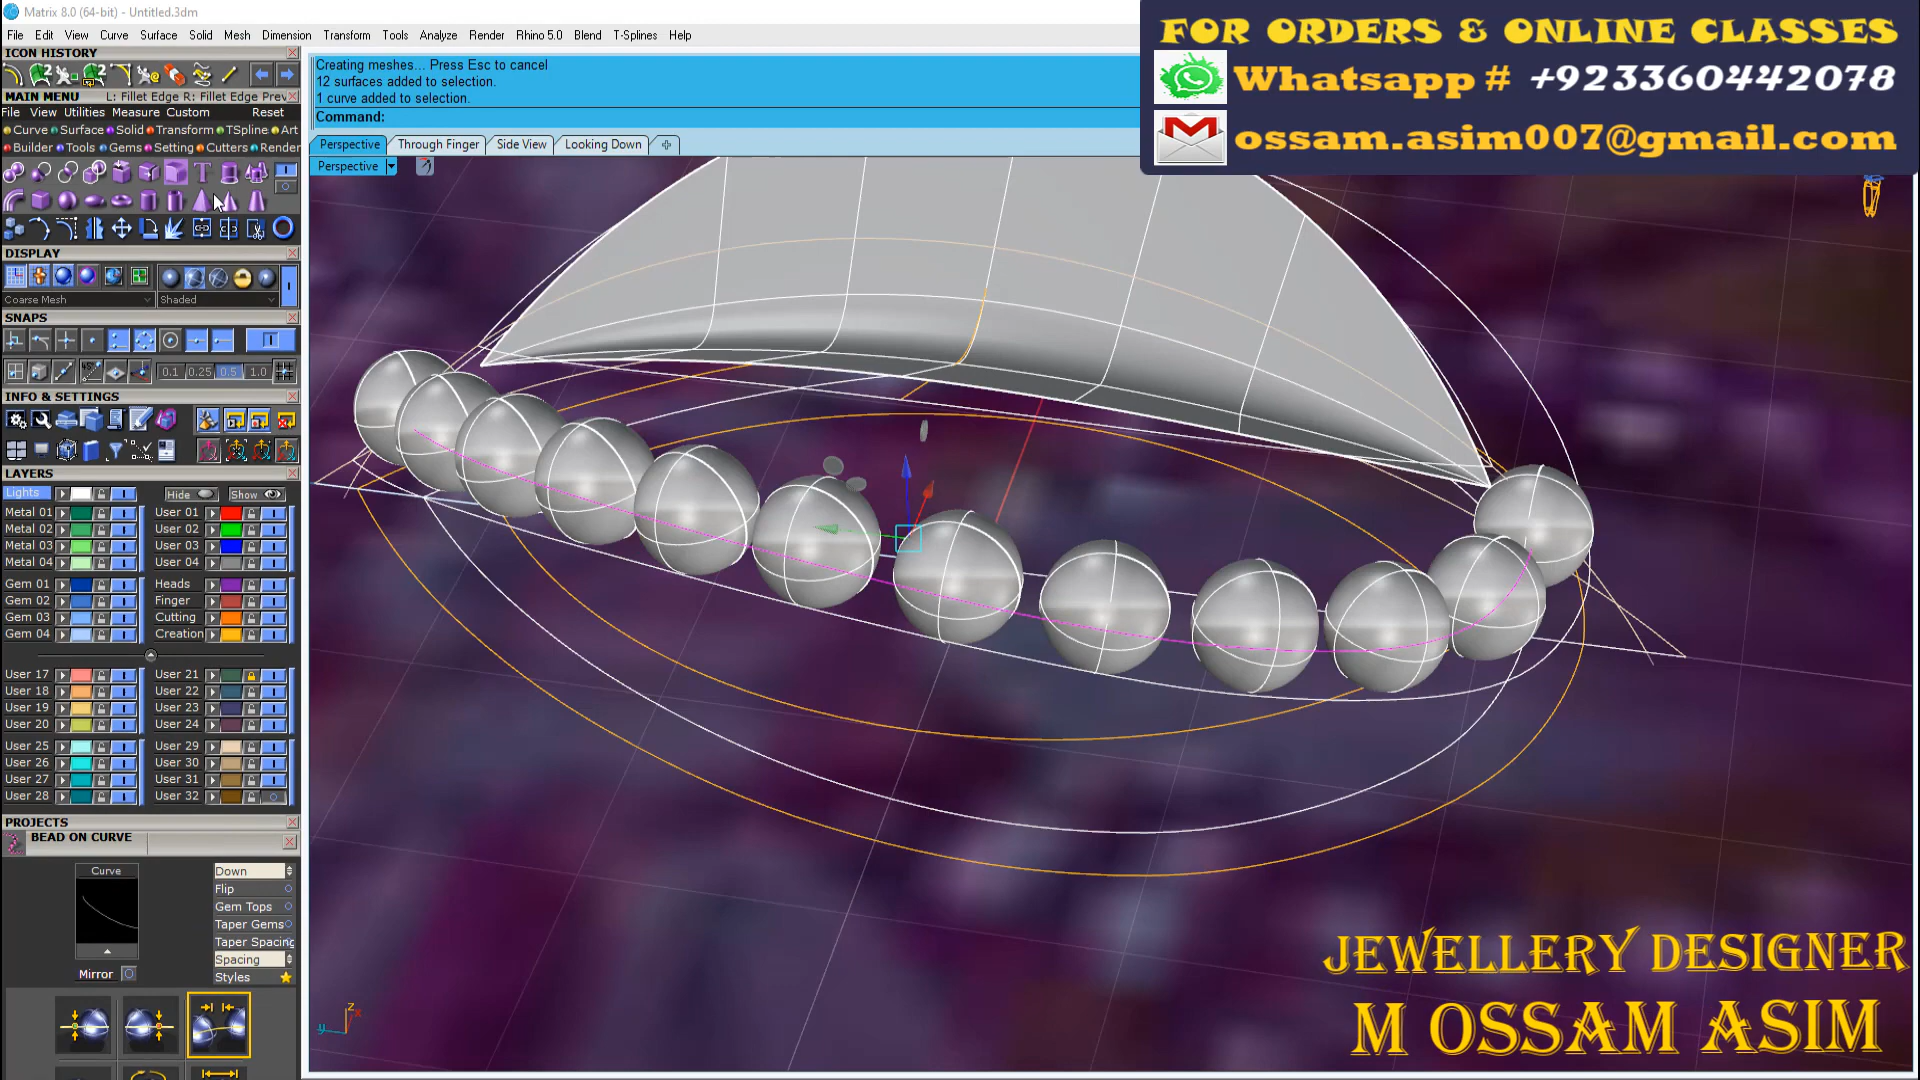 Matrix 8.0 (64-bit) - Untitled.3dm
File Edit View Curve Surface Solid Mesh Dimension Transform Tools Analyze Render Rhino 5.0 Blend T-Splines Help
ICON HISTORY
MAIN MENU L: Fillet Edge R: Fillet Edge Prev
File View Utilities Measure Custom Reset
Curve Surface Solid Transform TSpline Art
Builder Tools Gems Setting Cutters Render
DISPLAY
Coarse Mesh Shaded
SNAPS
0.1 0.25 0.5 1.0
INFO & SETTINGS
LAYERS
Lights Hide Show
Metal 01 User 01
Metal 02 User 02
Metal 03 User 03
Metal 04 User 04
Gem 01 Heads
Gem 02 Finger
Gem 03 Cutting
Gem 04 Creation
User 17 User 21
User 18 User 22
User 19 User 23
User 20 User 24
User 25 User 29
User 26 User 30
User 27 User 31
User 28 User 32
PROJECTS
BEAD ON CURVE
Curve Down
Flip
Gem Tops
Taper Gems
Taper Spacing
Spacing
Mirror Styles
Creating meshes... Press Esc to cancel
12 surfaces added to selection.
1 curve added to selection.
Command:
Perspective Through Finger Side View Looking Down
Perspective
z
x
y
FOR ORDERS & ONLINE CLASSES
Whatsapp # +923360442078
ossam.asim007@gmail.com
JEWELLERY DESIGNER
M OSSAM ASIM